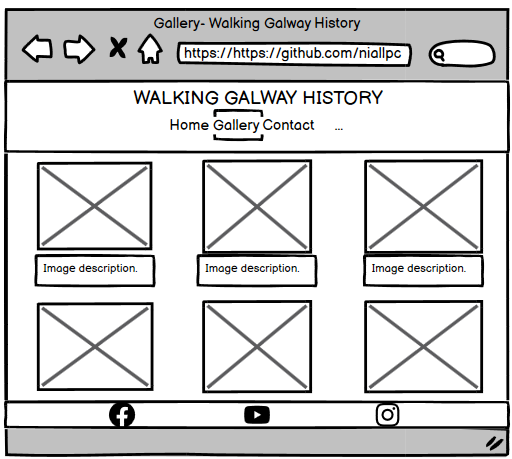 Gallery- Walking Galway History
https://https://github.com/niallpc
WALKING GALWAY HISTORY
Home Gallery Contact ...
Image description. Image description. Image description.